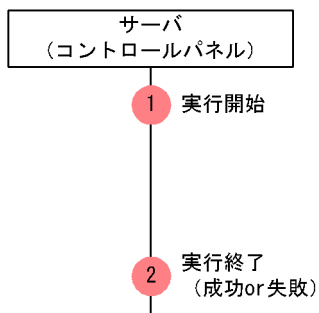 サーバ
（コントロールパネル）
1 実行開始
2 実行終了
（成功or失敗）